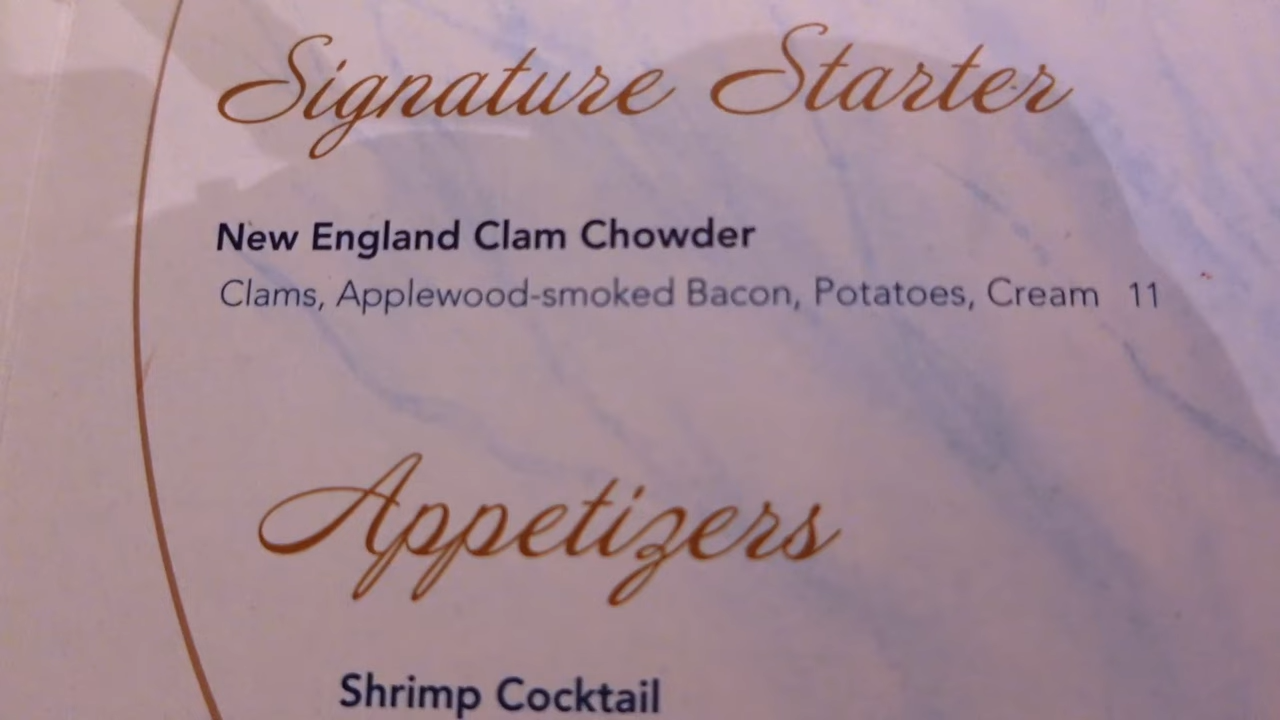 Signature Starter
New England Clam Chowder
Clams, Applewood-smoked Bacon, Potatoes, Cream 11
Appetizers
Shrimp Cocktail